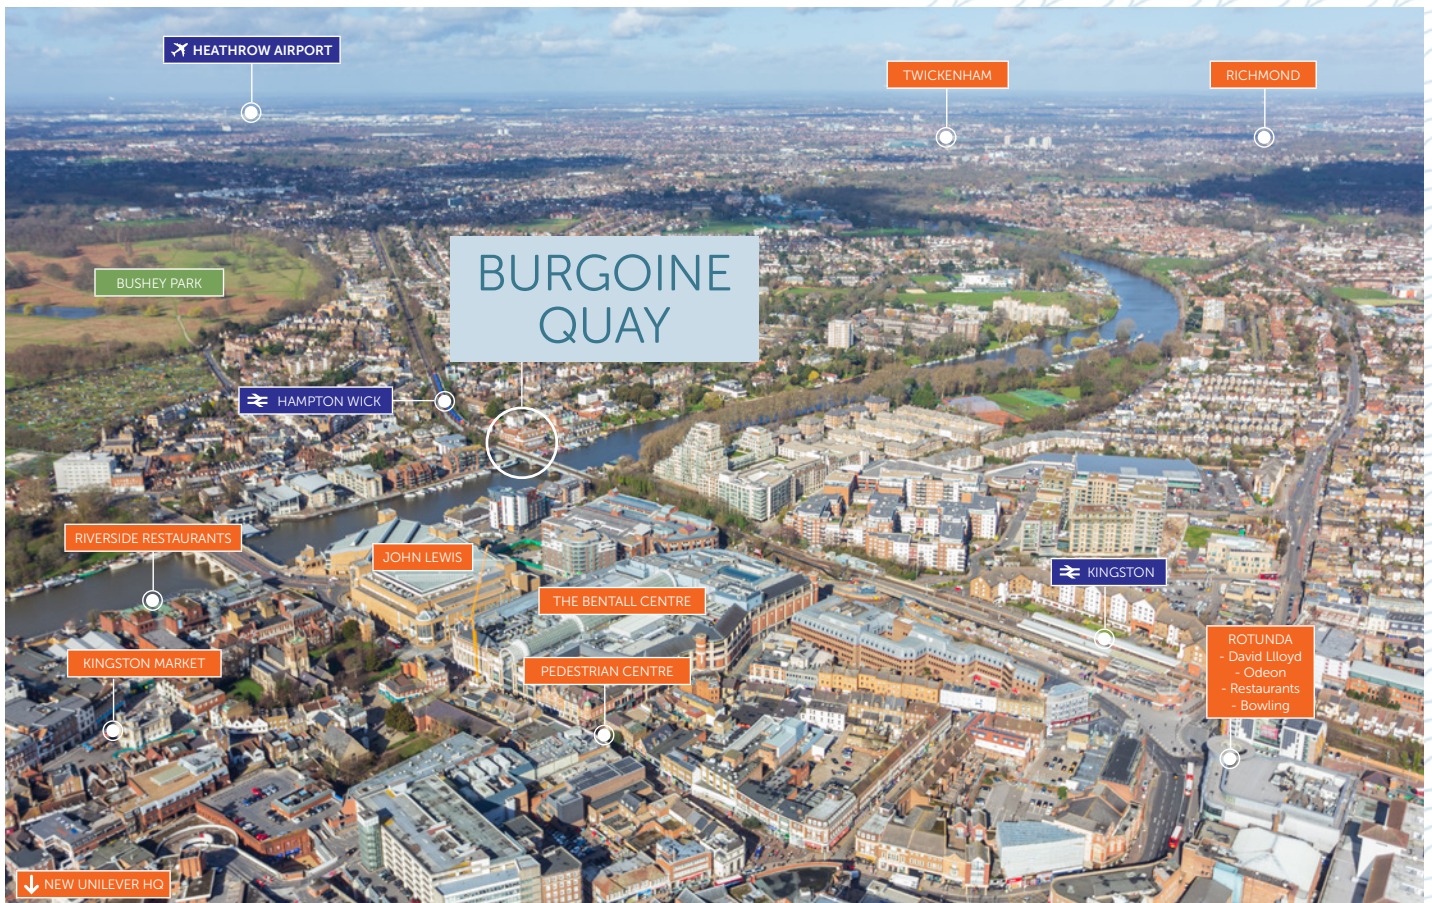 HEATHROW AIRPORT
TWICKENHAM
RICHMOND
BURGOINE
QUAY
BUSHEY PARK
HAMPTON WICK
RIVERSIDE RESTAURANTS
JOHN LEWIS
KINGSTON
THE BENTALL CENTRE
KINGSTON MARKET
PEDESTRIAN CENTRE
ROTUNDA
- David Llloyd
- Odeon
- Restaurants
- Bowling
NEW UNILEVER HQ